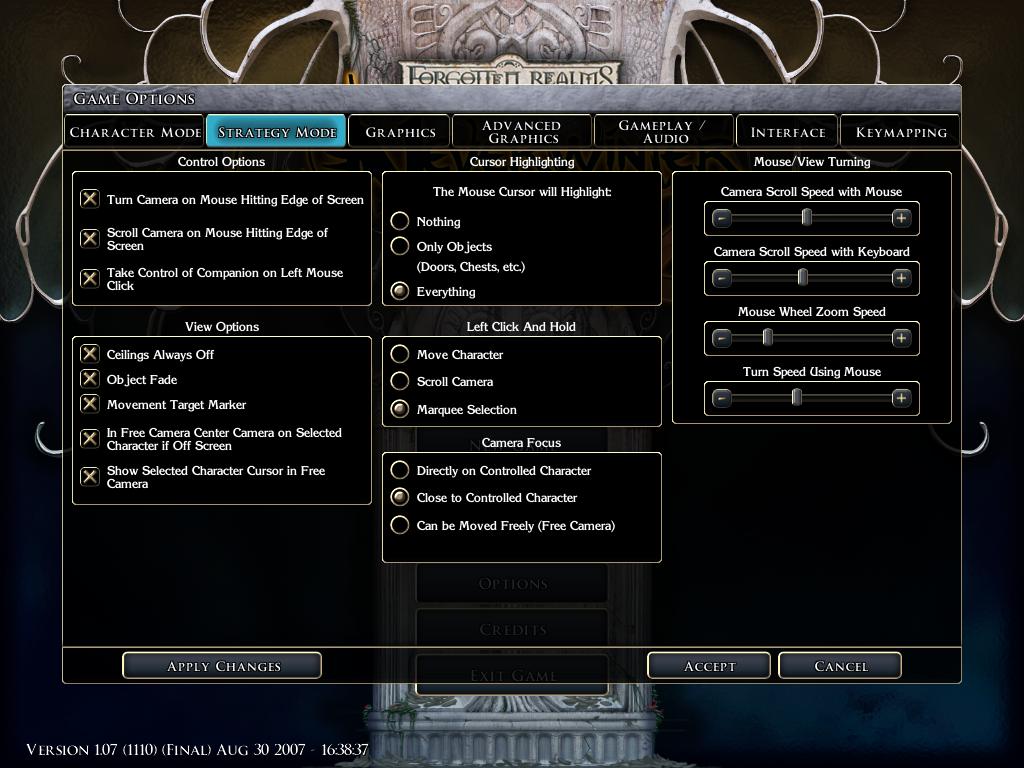 FORGOTTEN REALMS
GAME OPTIONS
CHARACTER MODE
STRATEGY MODE
GRAPHICS
ADVANCED
GRAPHICS
GAMEPLAY /
AUDIO
INTERFACE
KEYMAPPING
Control Options
Turn Camera on Mouse Hitting Edge of Screen
Scroll Camera on Mouse Hitting Edge of
Screen
Take Control of Companion on Left Mouse
Click
View Options
Ceilings Always Off
Object Fade
Movement Target Marker
In Free Camera Center Camera on Selected
Character if Off Screen
Show Selected Character Cursor in Free
Camera
Cursor Highlighting
The Mouse Cursor will Highlight:
Nothing
Only Objects
(Doors, Chests, etc.)
Everything
Left Click And Hold
Move Character
Scroll Camera
Marquee Selection
Camera Focus
Directly on Controlled Character
Close to Controlled Character
Can be Moved Freely (Free Camera)
Mouse/View Turning
Camera Scroll Speed with Mouse
- +
Camera Scroll Speed with Keyboard
- +
Mouse Wheel Zoom Speed
- +
Turn Speed Using Mouse
- +
OPTIONS
CREDITS
EXIT GAME
APPLY CHANGES
ACCEPT
CANCEL
VERSION 1.07 (1110) (FINAL) AUG 30 2007 - 16:38:37